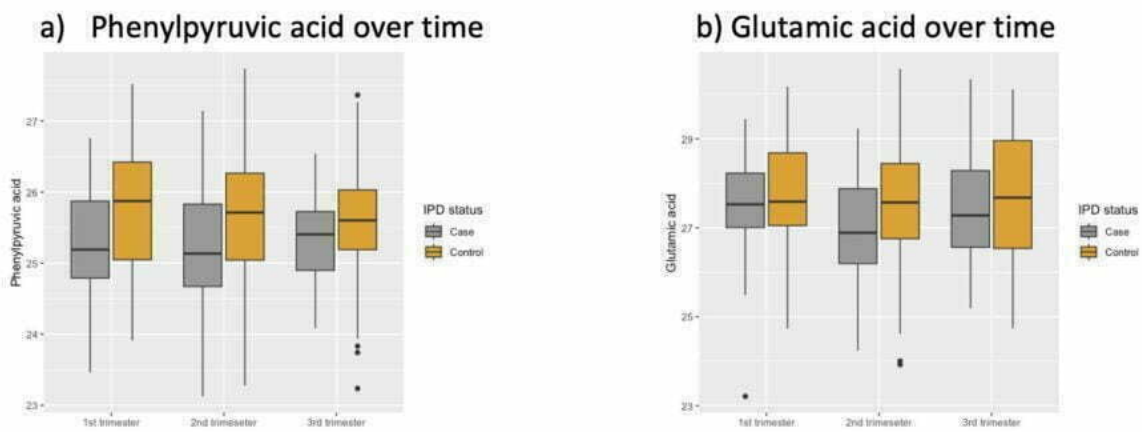 a) Phenylpyruvic acid over time
27
26
25
24
23
Phenylpyruvic acid
1st trimester
2nd trimeseter
3rd trimester
IPD status
Case
Control
b) Glutamic acid over time
29
27
25
23
Glutamic acid
1st trimester
2nd trimeseter
3rd trimester
IPD status
Case
Control